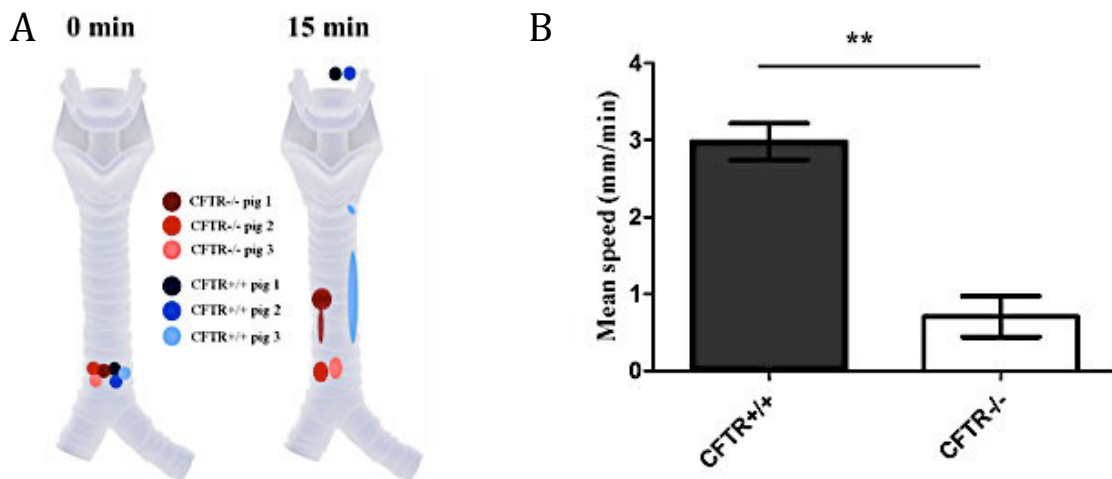 A
0 min
15 min
CFTR-/- pig 1
CFTR-/- pig 2
CFTR-/- pig 3
CFTR+/+ pig 1
CFTR+/+ pig 2
CFTR+/+ pig 3
B
**
Mean speed (mm/min)
4
3
2
1
0
CFTR+/+
CFTR-/-